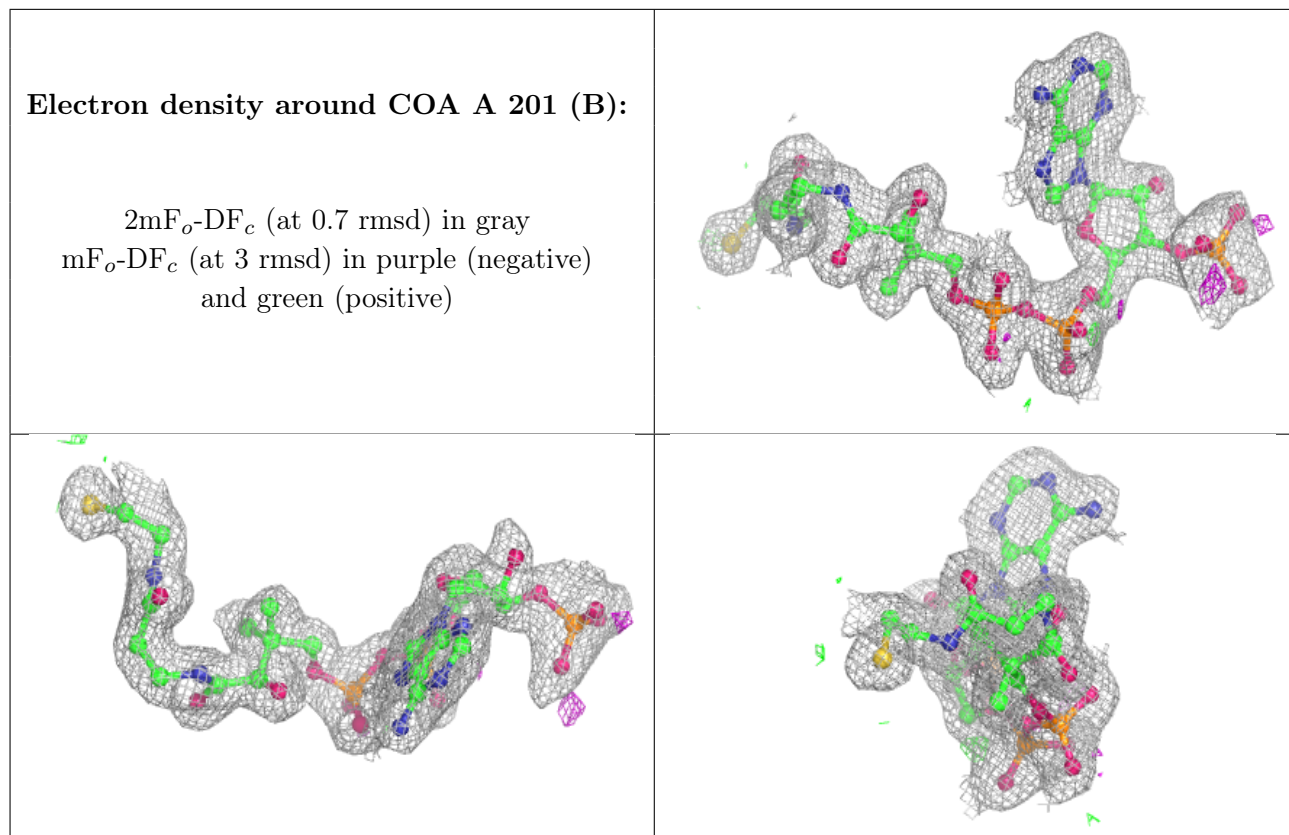 Electron density around COA A 201 (B):
2mFo-DFc (at 0.7 rmsd) in gray
mFo-DFc (at 3 rmsd) in purple (negative)
and green (positive)